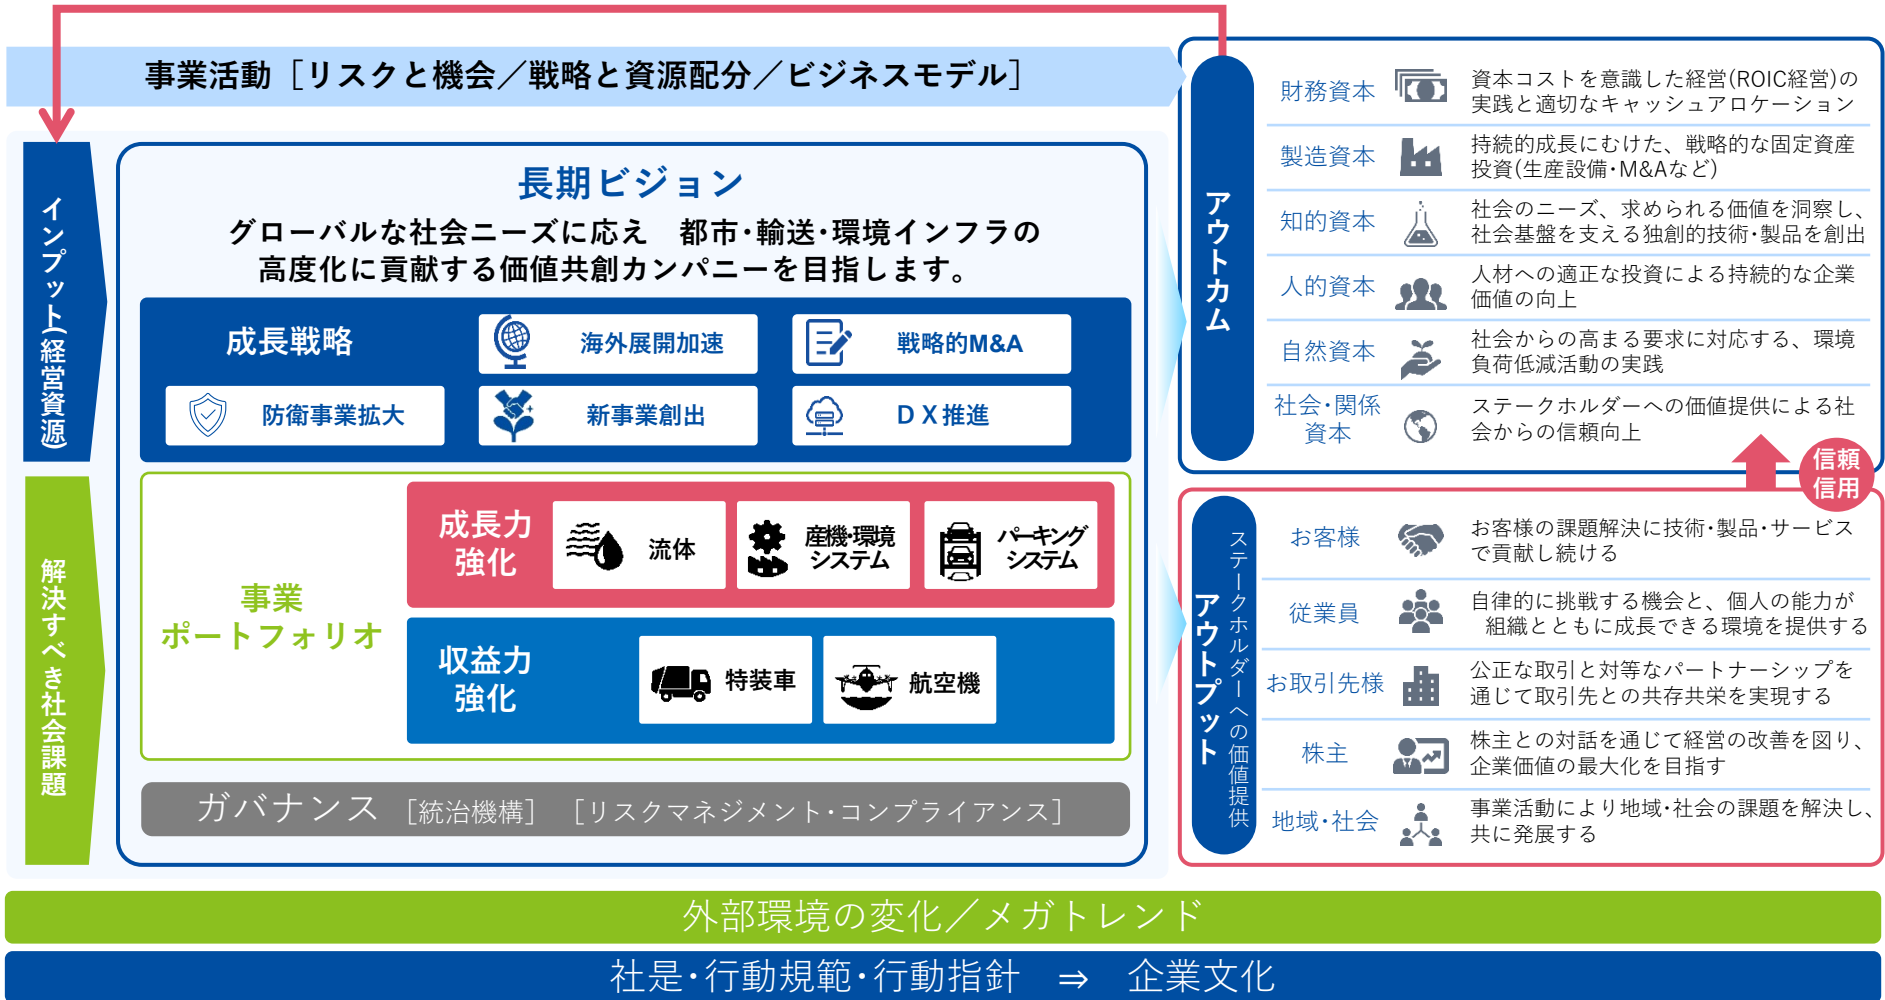 事業活動［リスクと機会／戦略と資源配分／ビジネスモデル］
インプット(経営資源)
解決すべき社会課題
長期ビジョン
グローバルな社会ニーズに応え　都市・輸送・環境インフラの
高度化に貢献する価値共創カンパニーを目指します。
成長戦略
海外展開加速
戦略的M&A
防衛事業拡大
新事業創出
ＤＸ推進
事業
ポートフォリオ
成長力
強化
流体
産機・環境
システム
パーキング
システム
収益力
強化
特装車
航空機
ガバナンス［統治機構］［リスクマネジメント・コンプライアンス］
アウトカム
財務資本
資本コストを意識した経営(ROIC経営)の
実践と適切なキャッシュアロケーション
製造資本
持続的成長にむけた、戦略的な固定資産
投資(生産設備・M&Aなど)
知的資本
社会のニーズ、求められる価値を洞察し、
社会基盤を支える独創的技術・製品を創出
人的資本
人材への適正な投資による持続的な企業
価値の向上
自然資本
社会からの高まる要求に対応する、環境
負荷低減活動の実践
社会・関係
資本
ステークホルダーへの価値提供による社
会からの信頼向上
信頼
信用
アウトプット
ステークホルダーへの価値提供
お客様
お客様の課題解決に技術・製品・サービス
で貢献し続ける
従業員
自律的に挑戦する機会と、個人の能力が
組織とともに成長できる環境を提供する
お取引先様
公正な取引と対等なパートナーシップを
通じて取引先との共存共栄を実現する
株主
株主との対話を通じて経営の改善を図り、
企業価値の最大化を目指す
地域・社会
事業活動により地域・社会の課題を解決し、
共に発展する
外部環境の変化／メガトレンド
社是・行動規範・行動指針　⇒　企業文化